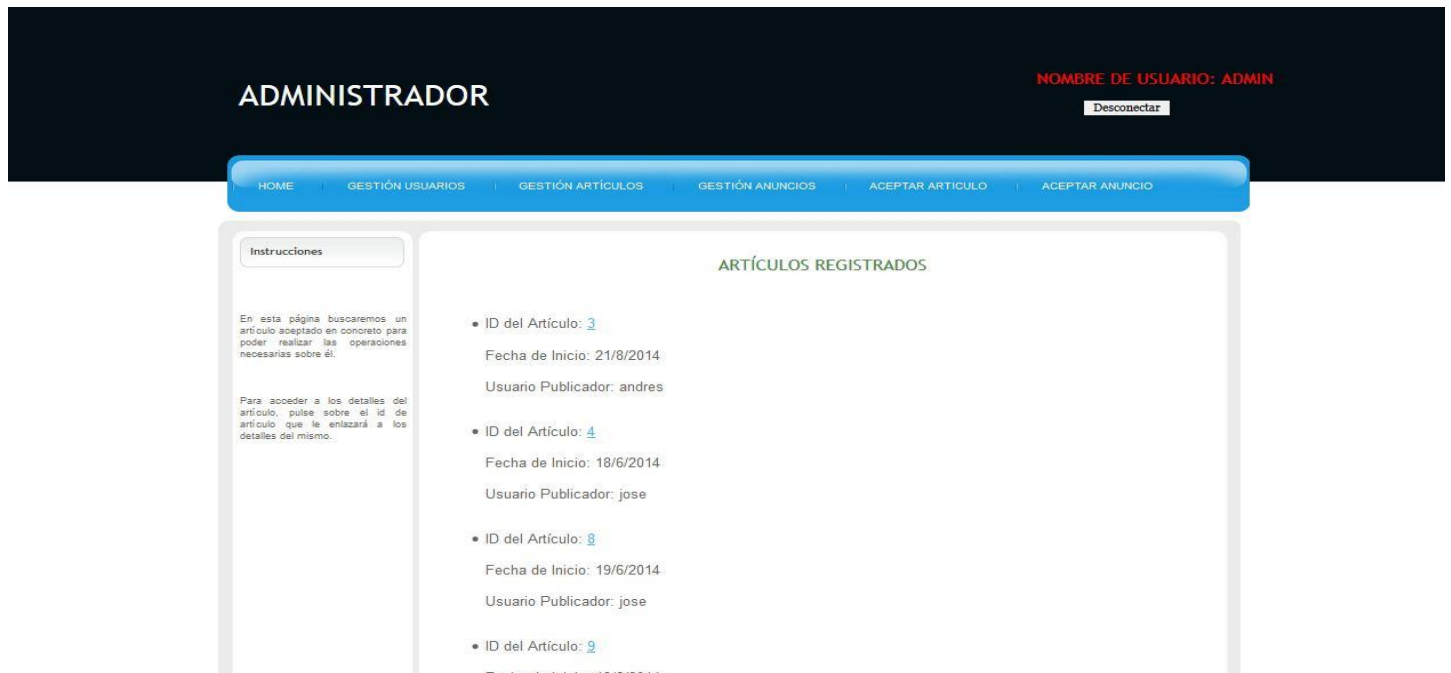 ADMINISTRADOR
NOMBRE DE USUARIO: ADMIN
Desconectar
HOME
GESTIÓN USUARIOS
GESTIÓN ARTÍCULOS
GESTIÓN ANUNCIOS
ACEPTAR ARTICULO
ACEPTAR ANUNCIO
Instrucciones
En esta página buscaremos un
artículo aceptado en concreto para
poder realizar las operaciones
necesarias sobre él.
Para acceder a los detalles del
artículo, pulse sobre el id de
artículo que le enlazará a los
detalles del mismo.
ARTÍCULOS REGISTRADOS
• ID del Artículo: 3
Fecha de Inicio: 21/8/2014
Usuario Publicador: andres
• ID del Artículo: 4
Fecha de Inicio: 18/6/2014
Usuario Publicador: jose
• ID del Artículo: 8
Fecha de Inicio: 19/6/2014
Usuario Publicador: jose
• ID del Artículo: 9